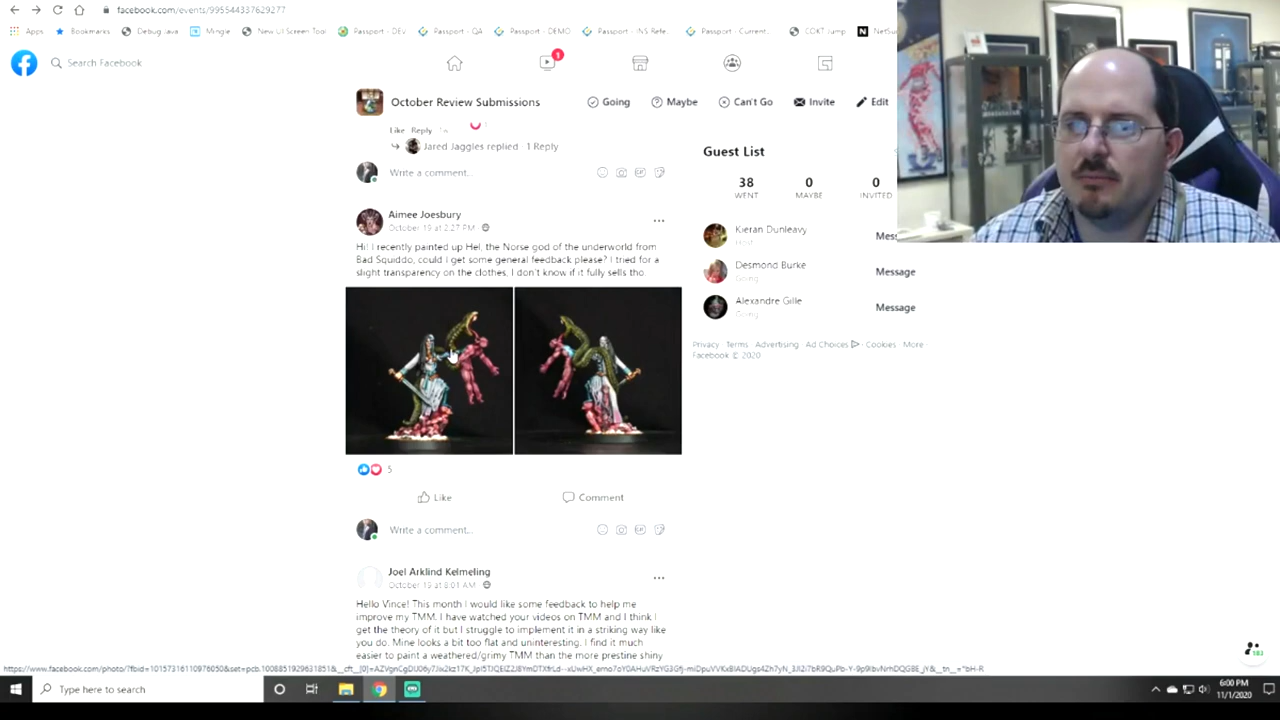 facebook.com/events/995544337629277
Apps Bookmarks Debug Java Mingle New UI Screen Tool Passport - DEV Passport - QA Passport - DEMO Passport - INS Refe... Passport - Current... COKT Jump NetSu
Search Facebook
1
October Review Submissions
Going Maybe Can't Go Invite Edit
Like Reply 1w
Jared Jaggles replied · 1 Reply
Write a comment...
Guest List
38 0 0
WENT MAYBE INVITED
Aimee Joesbury
October 19 at 2:27 PM
Hi! I recently painted up Hel, the Norse god of the underworld from
Bad Squiddo, could i get some general feedback please? I tried for a
slight transparency on the clothes, I don't know if it fully sells tho.
Kieran Dunleavy
Host
Mess
Desmond Burke
Going
Message
Alexandre Gille
Going
Message
Privacy · Terms · Advertising · Ad Choices · Cookies · More ·
Facebook © 2020
5
Like Comment
Write a comment...
Joel Arklind Kelmeling
October 19 at 8:01 AM
Hello Vince! This month I would like some feedback to help me
improve my TMM. I have watched your videos on TMM and I think I
get the theory of it but I struggle to implement it in a striking way like
you do. Mine looks a bit too flat and uninteresting. I find it much
easier to paint a weathered/grimy TMM than the more prestine shiny
183
Type here to search
6:00 PM
11/1/2020